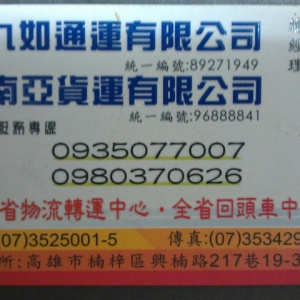 九如通運有限公司
統一編號:89271949
南亞貨運有限公司
統一編號:96888841
服務專線
0935077007
0980370626
省物流轉運中心‧全省回頭車中
(07)3525001-5 傳真:(07)353429
所:高雄市楠梓區興楠路217巷19-3
總經理